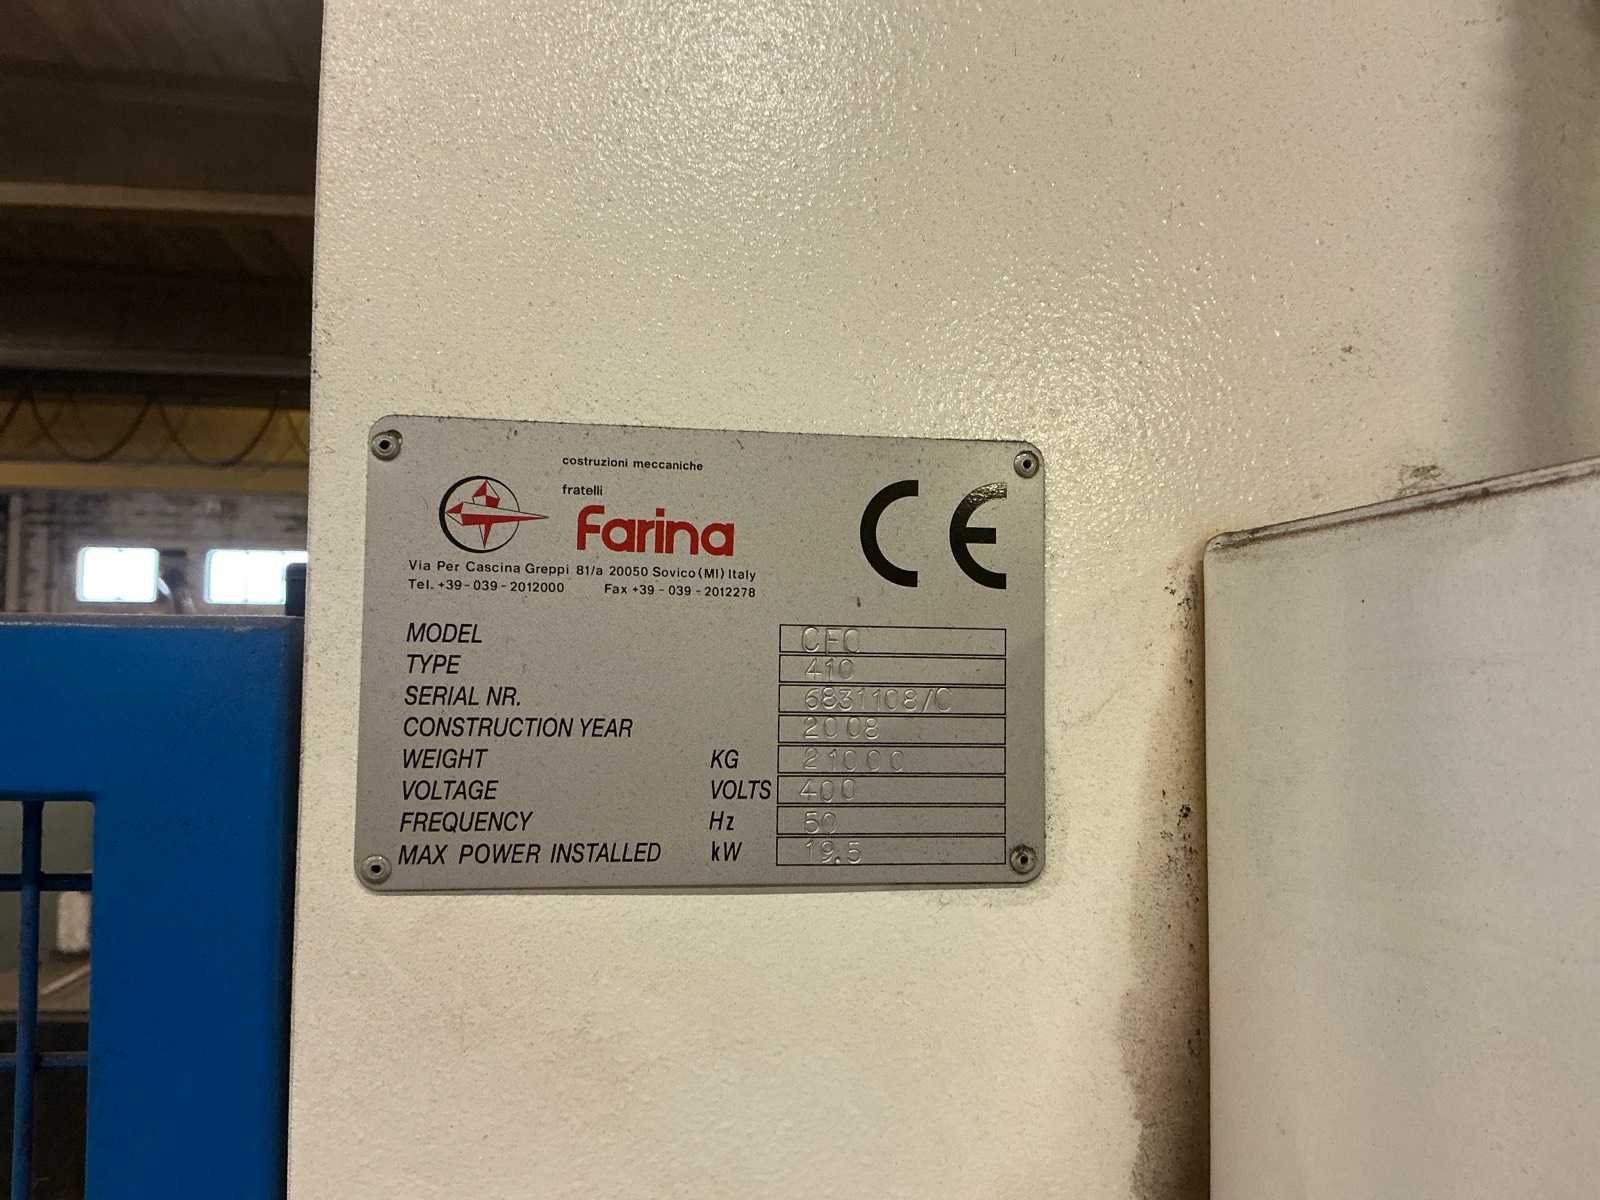 costruzioni meccaniche
fratelli
Farina
CE
Via Per Cascina Greppi 81/a 20050 Sovico (MI) Italy
Tel. +39 - 039 - 2012000 Fax +39 - 039 - 2012278
MODEL CFO
TYPE 410
SERIAL NR. 6831108/C
CONSTRUCTION YEAR 2008
WEIGHT KG 21000
VOLTAGE VOLTS 400
FREQUENCY Hz 50
MAX POWER INSTALLED kW 19.5